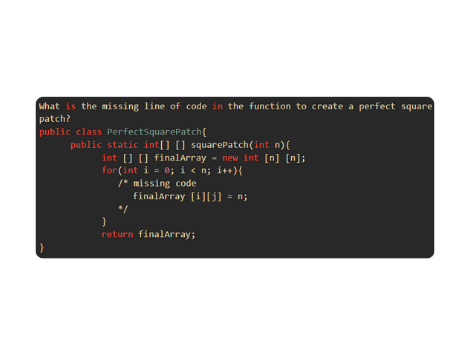 What is the missing line of code in the function to create a perfect square
patch?
public class PerfectSquarePatch{
public static int[] [] squarePatch(int n){
int [] [] finalArray = new int [n] [n];
for(int i = 0; i < n; i++){
/* missing code
finalArray [i][j] = n;
*/
}
return finalArray;
}